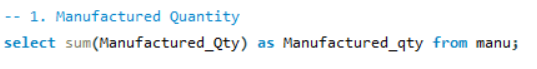 -- 1. Manufactured Quantity
select sum(Manufactured_Qty) as Manufactured_qty from manu;